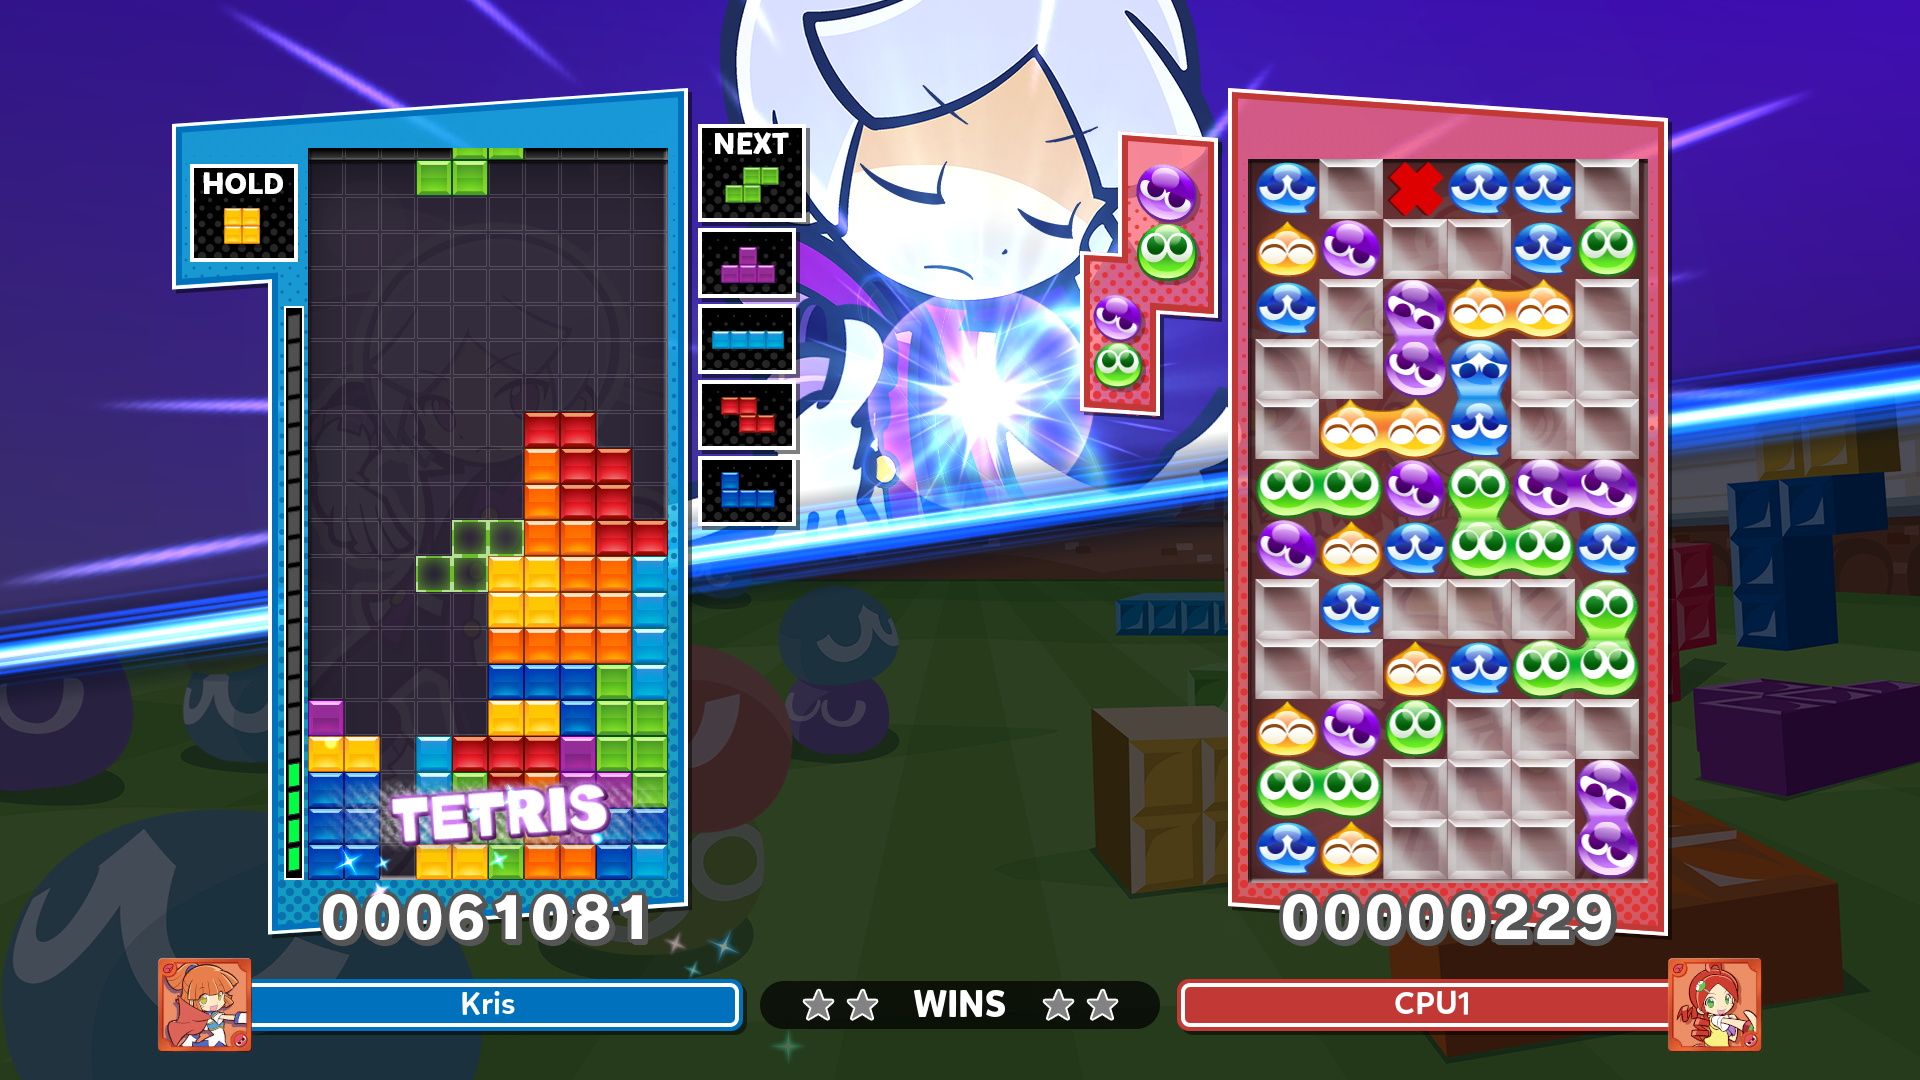 HOLD
NEXT
TETRIS
00061081
00000229
Kris
WINS
CPU1